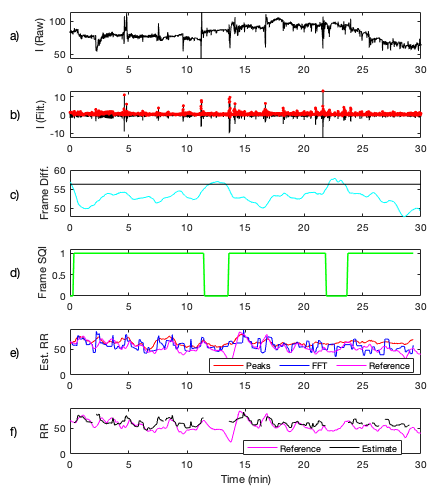 a)
I (Raw)
100
50
0 5 10 15 20 25 30
b)
I (Filt.)
10
0
-10
0 5 10 15 20 25 30
c)
Frame Diff.
60
55
50
0 5 10 15 20 25 30
d)
Frame SQI
1
0.5
0
0 5 10 15 20 25 30
e)
Est. RR
50
0
Peaks FFT Reference
0 5 10 15 20 25 30
f)
RR
50
0
Reference Estimate
0 5 10 15 20 25 30
Time (min)